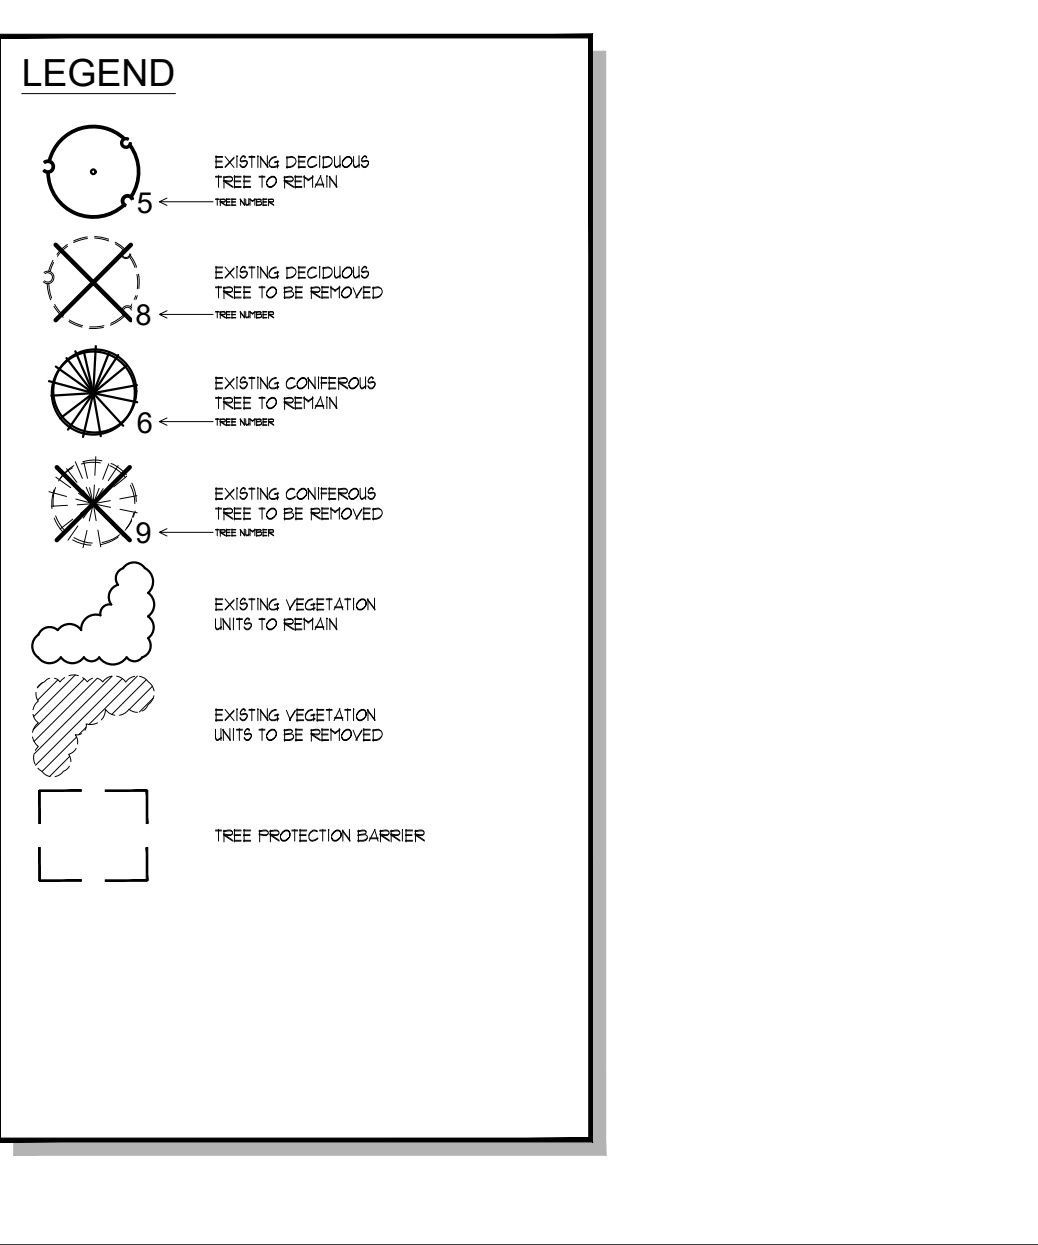 LEGEND
EXISTING DECIDUOUS
TREE TO REMAIN
5 TREE NUMBER
EXISTING DECIDUOUS
TREE TO BE REMOVED
8 TREE NUMBER
EXISTING CONIFEROUS
TREE TO REMAIN
6 TREE NUMBER
EXISTING CONIFEROUS
TREE TO BE REMOVED
9 TREE NUMBER
EXISTING VEGETATION
UNITS TO REMAIN
EXISTING VEGETATION
UNITS TO BE REMOVED
TREE PROTECTION BARRIER